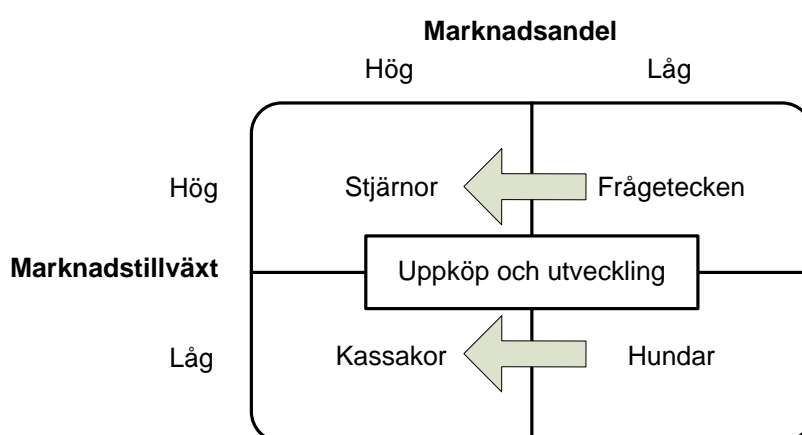 Marknadsandel
Hög Låg
Hög Stjärnor Frågetecken
Marknadstillväxt Uppköp och utveckling
Låg Kassakor Hundar